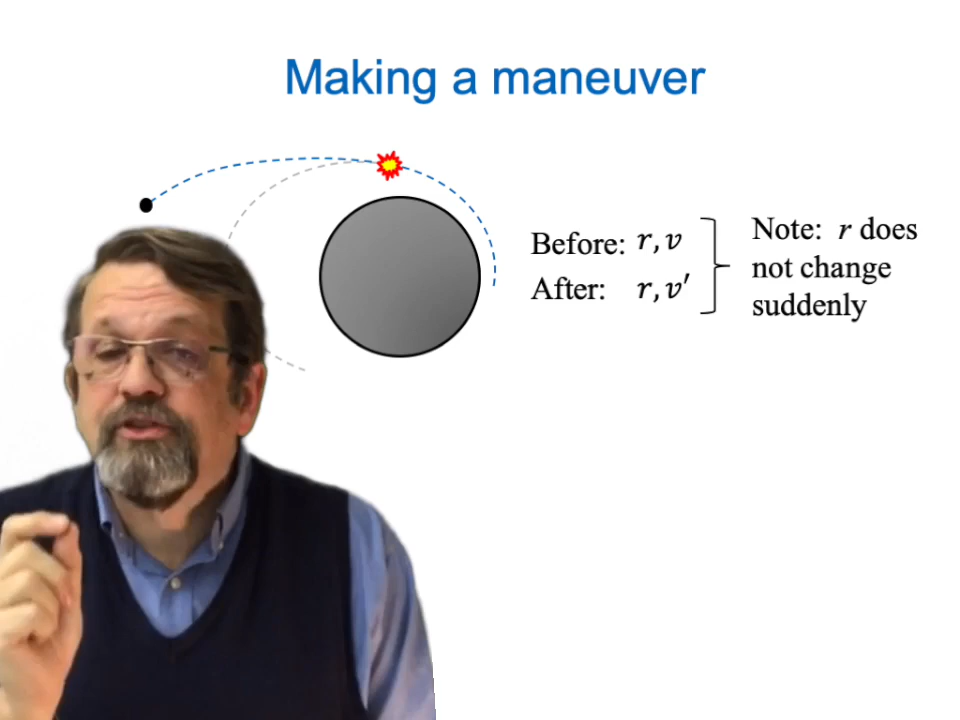 Making a maneuver
Before: r, v
After: r, v′
Note: r does
not change
suddenly